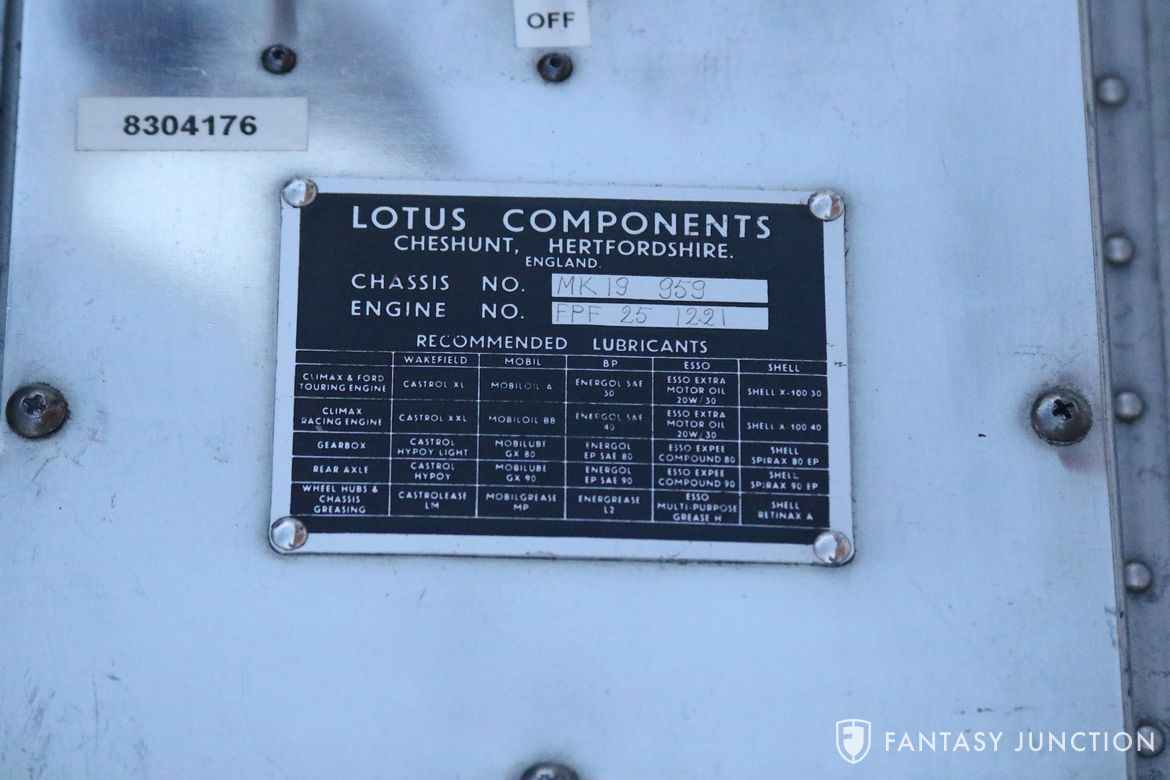 OFF
8304176
LOTUS COMPONENTS
CHESHUNT, HERTFORDSHIRE.
ENGLAND.
CHASSIS NO. MK 19 959
ENGINE NO. FPF 25 1221
RECOMMENDED LUBRICANTS
WAKEFIELD MOBIL BP ESSO SHELL
CLIMAX & FORD TOURING ENGINE CASTROL XL MOBILOIL A ENERGOL SAE 30 ESSO EXTRA MOTOR OIL 20W/30 SHELL X-100 30
CLIMAX RACING ENGINE CASTROL XXL MOBILOIL BB ENERGOL SAE 40 ESSO EXTRA MOTOR OIL 20W/30 SHELL X-100 40
GEARBOX CASTROL HYPOY LIGHT MOBILUBE GX 80 ENERGOL EP SAE 80 ESSO EXPEE COMPOUND 80 SHELL SPIRAX 80 EP
REAR AXLE CASTROL HYPOY MOBILUBE GX 90 ENERGOL EP SAE 90 ESSO EXPEE COMPOUND 90 SHELL SPIRAX 90 EP
WHEEL HUBS & CHASSIS GREASING CASTROLEASE LM MOBILGREASE MP ENERGREASE L2 ESSO MULTI-PURPOSE GREASE H SHELL RETINAX A
FANTASY JUNCTION